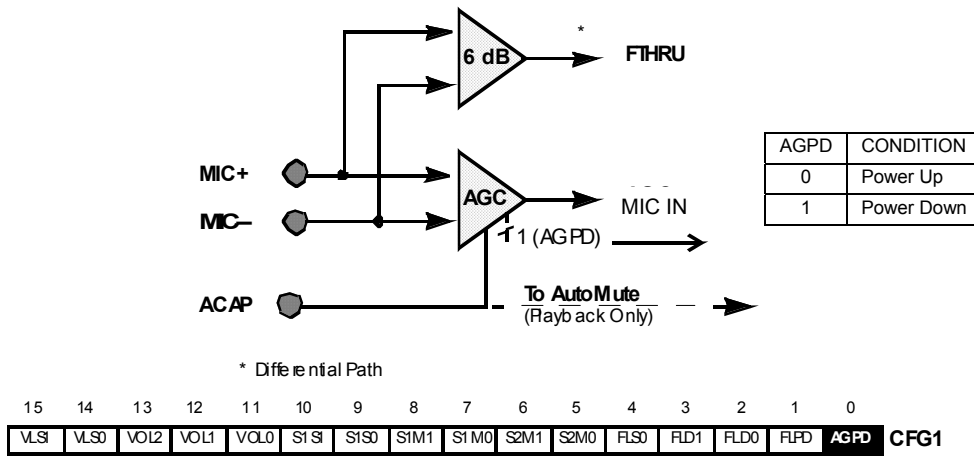 *
6 dB
FTHRU
MIC+
MIC–
AGC
MIC IN
1 (AGPD)
ACAP
To AutoMute
(Playback Only)
AGPD CONDITION
0 Power Up
1 Power Down
* Differential Path
15 14 13 12 11 10 9 8 7 6 5 4 3 2 1 0
VLS1 VLS0 VOL2 VOL1 VOL0 S1S1 S1S0 S1M1 S1M0 S2M1 S2M0 FLS0 FLD1 FLD0 FLPD AGPD CFG1